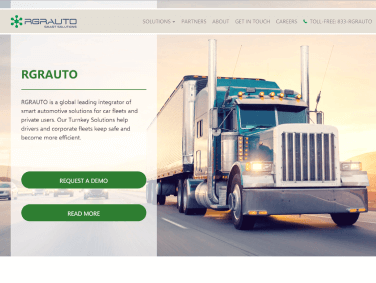 RGRAUTO
SMART SOLUTIONS
SOLUTIONS PARTNERS ABOUT GET IN TOUCH CAREERS TOLL-FREE: 833-RGRAUTO
RGRAUTO
RGRAUTO is a global leading integrator of
smart automotive solutions for car fleets and
private users. Our Turnkey Solutions help
drivers and corporate fleets keep safe and
become more efficient.
REQUEST A DEMO
READ MORE